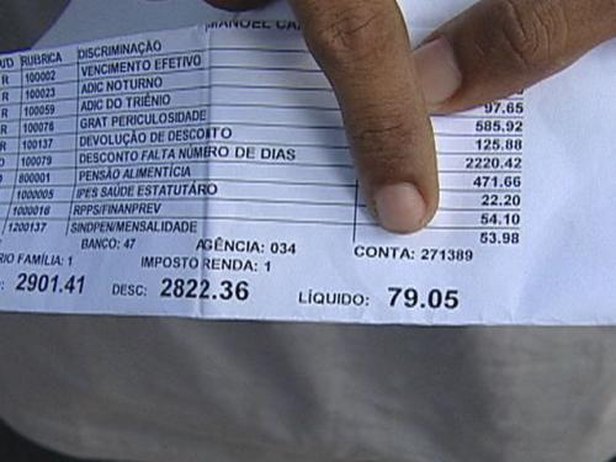 MANOEL
UD RUBRICA DISCRIMINAÇÃO
R 100002 VENCIMENTO EFETIVO
R 100023 ADIC NOTURNO
R 100059 ADIC DO TRIÊNIO 97.65
R 100076 GRAT PERICULOSIDADE 585.92
R 100137 DEVOLUÇÃO DE DESCONTO 125.88
D 100079 DESCONTO FALTA NÚMERO DE DIAS 2220.42
800001 PENSÃO ALIMENTÍCIA 471.66
1000005 IPES SAÚDE ESTATUTÁRO 22.20
1000016 RPPS/FINANPREV 54.10
1200137 SINDPEN/MENSALIDADE 53.98
BANCO: 47 AGÊNCIA: 034 CONTA: 271389
RIO FAMÍLIA: 1 IMPOSTO RENDA: 1
: 2901.41 DESC: 2822.36 LÍQUIDO: 79.05